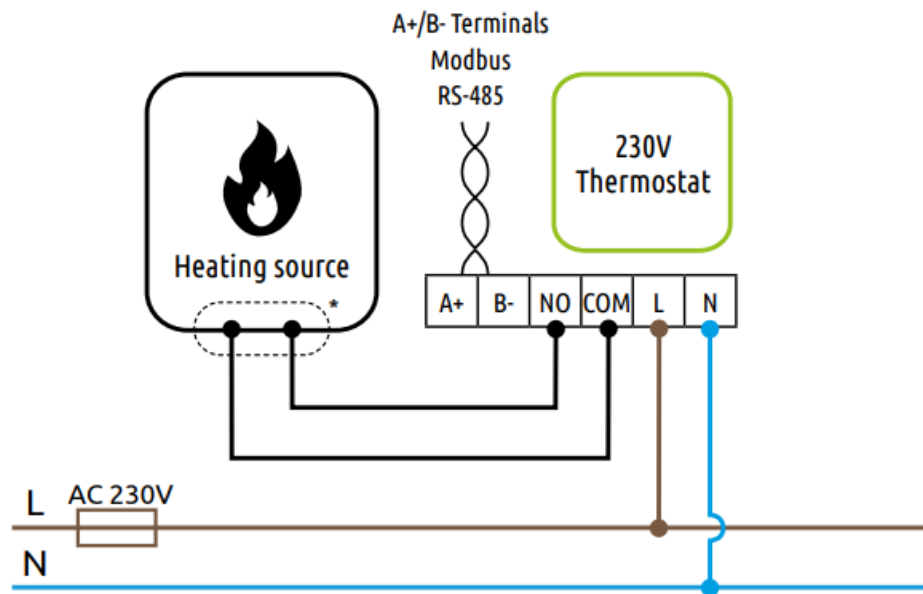 A+/B- Terminals
Modbus
RS-485
230V
Thermostat
Heating source
*
A+ B- NO COM L N
L AC 230V
N